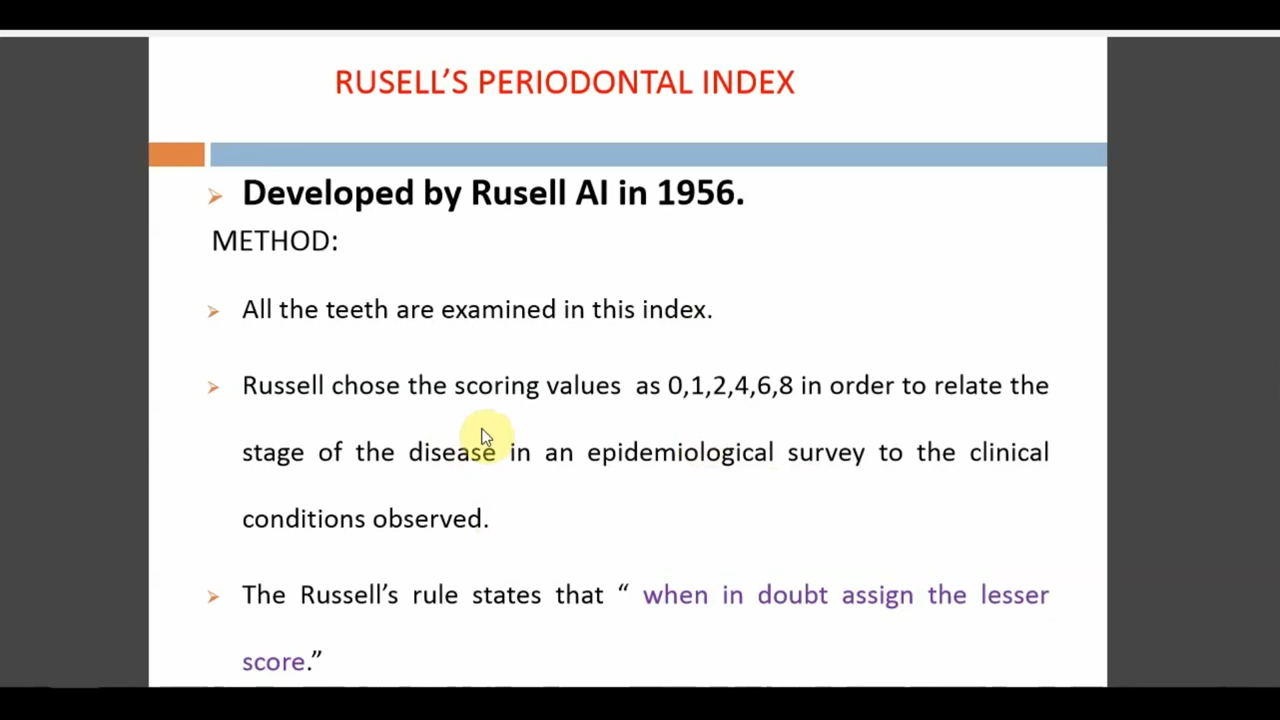 RUSELL’S PERIODONTAL INDEX
Developed by Rusell AI in 1956.
METHOD:
All the teeth are examined in this index.
Russell chose the scoring values as 0,1,2,4,6,8 in order to relate the
stage of the disease in an epidemiological survey to the clinical
conditions observed.
The Russell’s rule states that “ when in doubt assign the lesser
score.”